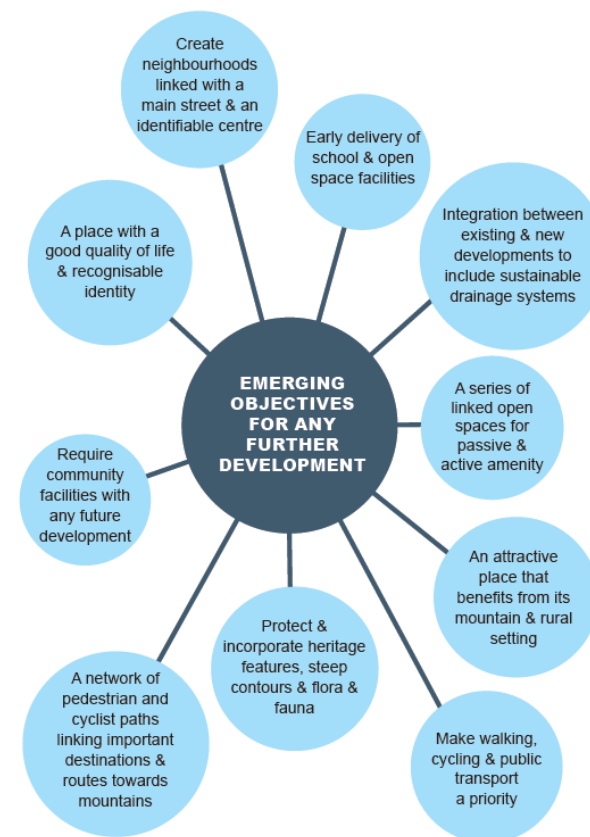 Create
neighbourhoods
linked with a
main street & an
identifiable centre
Early delivery of
school & open
space facilities
Integration between
existing & new
developments to
include sustainable
drainage systems
A place with a
good quality of life
& recognisable
identity
EMERGING
OBJECTIVES
FOR ANY
FURTHER
DEVELOPMENT
A series of
linked open
spaces for
passive &
active amenity
Require
community
facilities with
any future
development
An attractive
place that
benefits from its
mountain & rural
setting
Protect &
incorporate heritage
features, steep
contours & flora &
fauna
A network of
pedestrian and
cyclist paths
linking important
destinations &
routes towards
mountains
Make walking,
cycling & public
transport
a priority